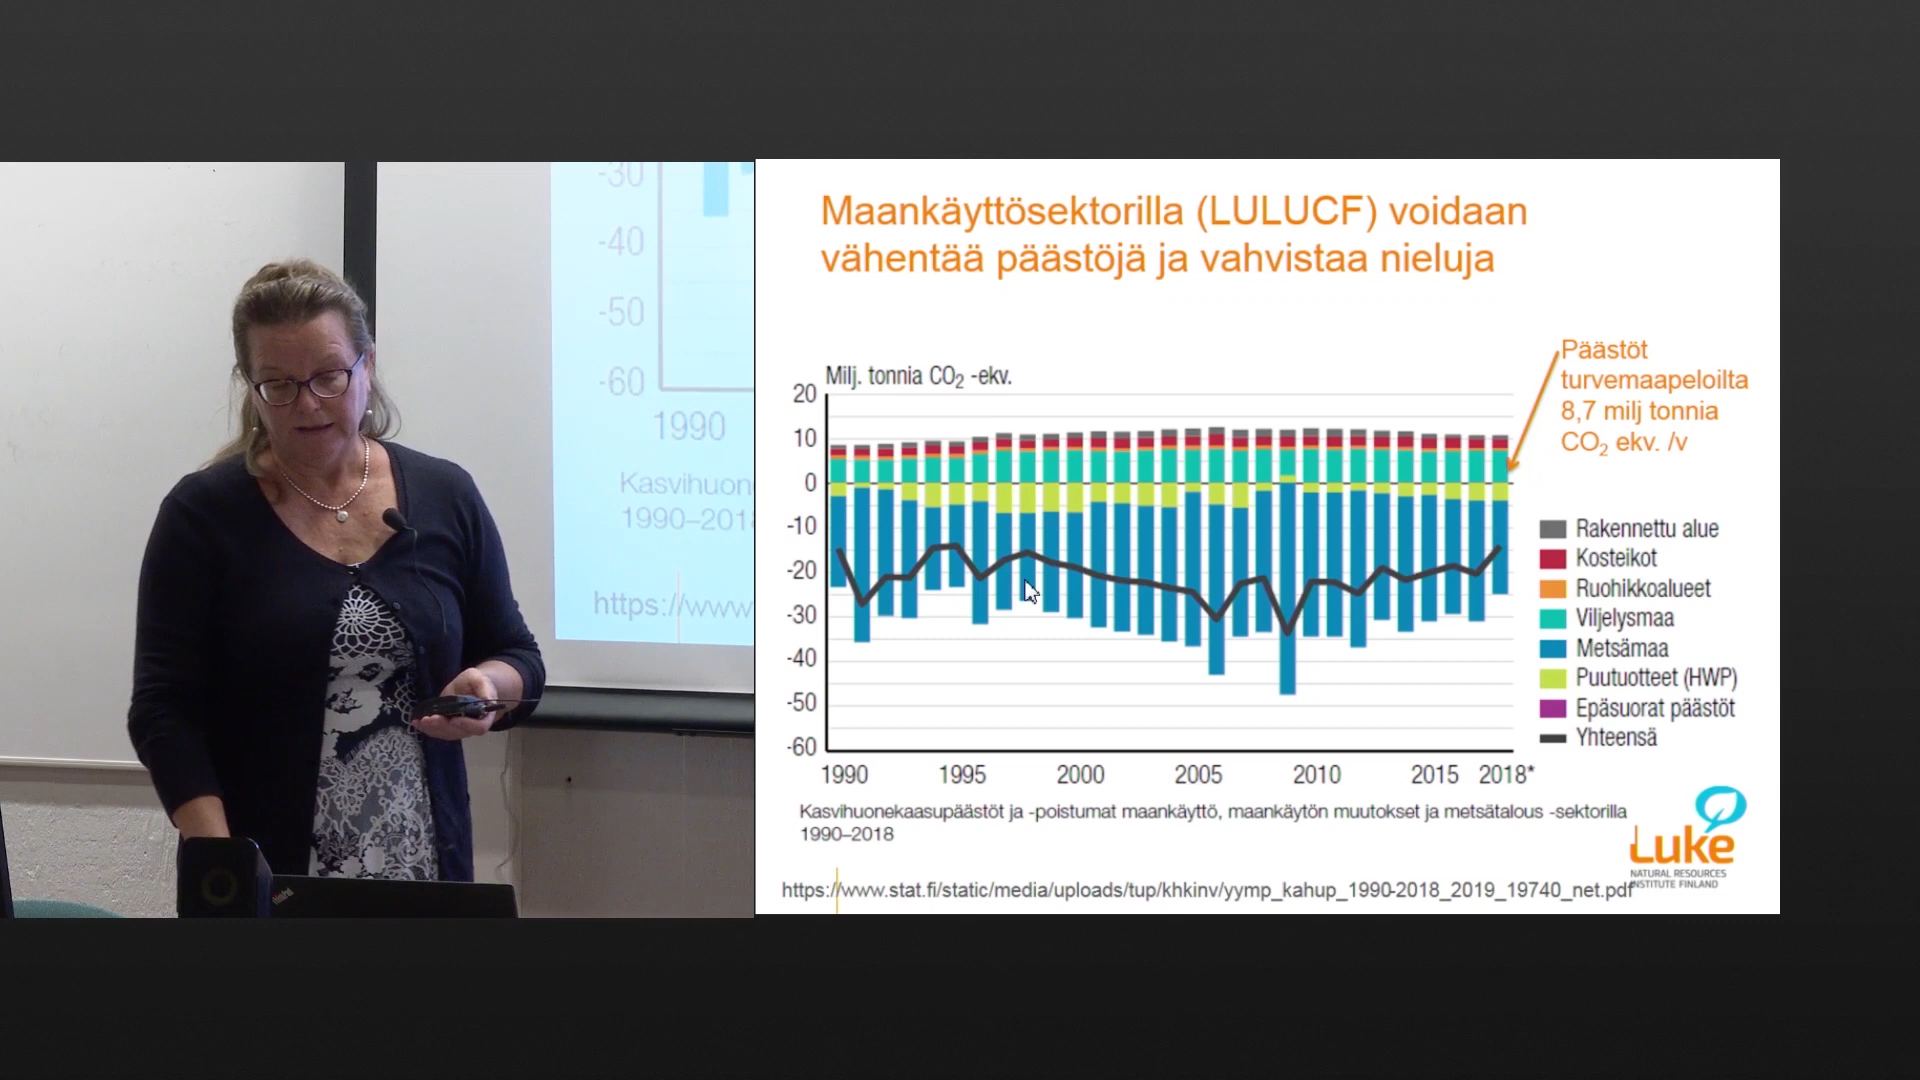 -30
-40
-50
-60
1990
Kasvihuon
1990–201
https://www
Maankäyttösektorilla (LULUCF) voidaan
vähentää päästöjä ja vahvistaa nieluja
Päästöt
turvemaapeloilta
8,7 milj tonnia
CO2 ekv. /v
Milj. tonnia CO2 -ekv.
20
10
0
-10
-20
-30
-40
-50
-60
1990 1995 2000 2005 2010 2015 2018*
Rakennettu alue
Kosteikot
Ruohikkoalueet
Viljelysmaa
Metsämaa
Puutuotteet (HWP)
Epäsuorat päästöt
Yhteensä
Kasvihuonekaasupäästöt ja -poistumat maankäyttö, maankäytön muutokset ja metsätalous -sektorilla
1990–2018
Luke
NATURAL RESOURCES
INSTITUTE FINLAND
https://www.stat.fi/static/media/uploads/tup/khkinv/yymp_kahup_1990-2018_2019_19740_net.pdf